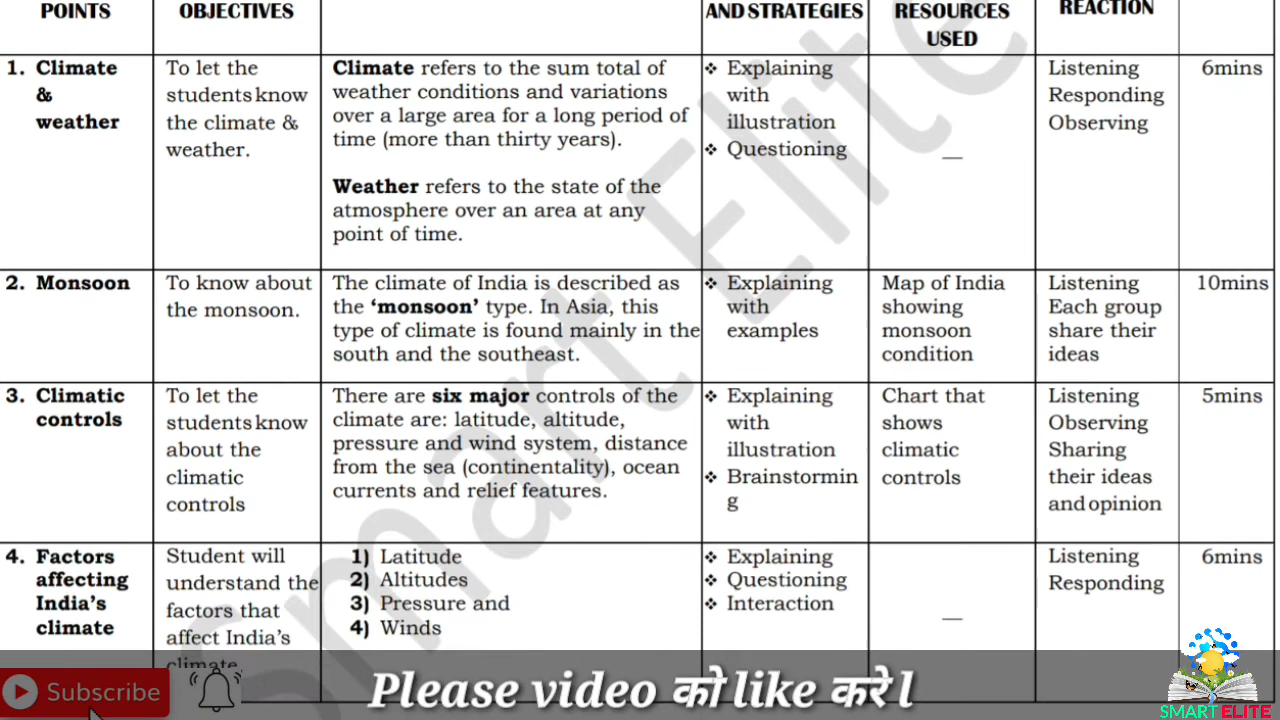 POINTS
OBJECTIVES
AND STRATEGIES
RESOURCES
USED
REACTION
1. Climate
&
weather
To let the
students know
the climate &
weather.
Climate refers to the sum total of
weather conditions and variations
over a large area for a long period of
time (more than thirty years).
Weather refers to the state of the
atmosphere over an area at any
point of time.
❖ Explaining
with
illustration
❖ Questioning
—
Listening
Responding
Observing
6mins
2. Monsoon
To know about
the monsoon.
The climate of India is described as
the ‘monsoon’ type. In Asia, this
type of climate is found mainly in the
south and the southeast.
❖ Explaining
with
examples
Map of India
showing
monsoon
condition
Listening
Each group
share their
ideas
10mins
3. Climatic
controls
To let the
students know
about the
climatic
controls
There are six major controls of the
climate are: latitude, altitude,
pressure and wind system, distance
from the sea (continentality), ocean
currents and relief features.
❖ Explaining
with
illustration
❖ Brainstormin
g
Chart that
shows
climatic
controls
Listening
Observing
Sharing
their ideas
and opinion
5mins
4. Factors
affecting
India’s
climate
Student will
understand the
factors that
affect India’s
climate
1) Latitude
2) Altitudes
3) Pressure and
4) Winds
❖ Explaining
❖ Questioning
❖ Interaction
—
Listening
Responding
6mins
Smart Elite
Subscribe
Please video को like करे l
SMART ELITE